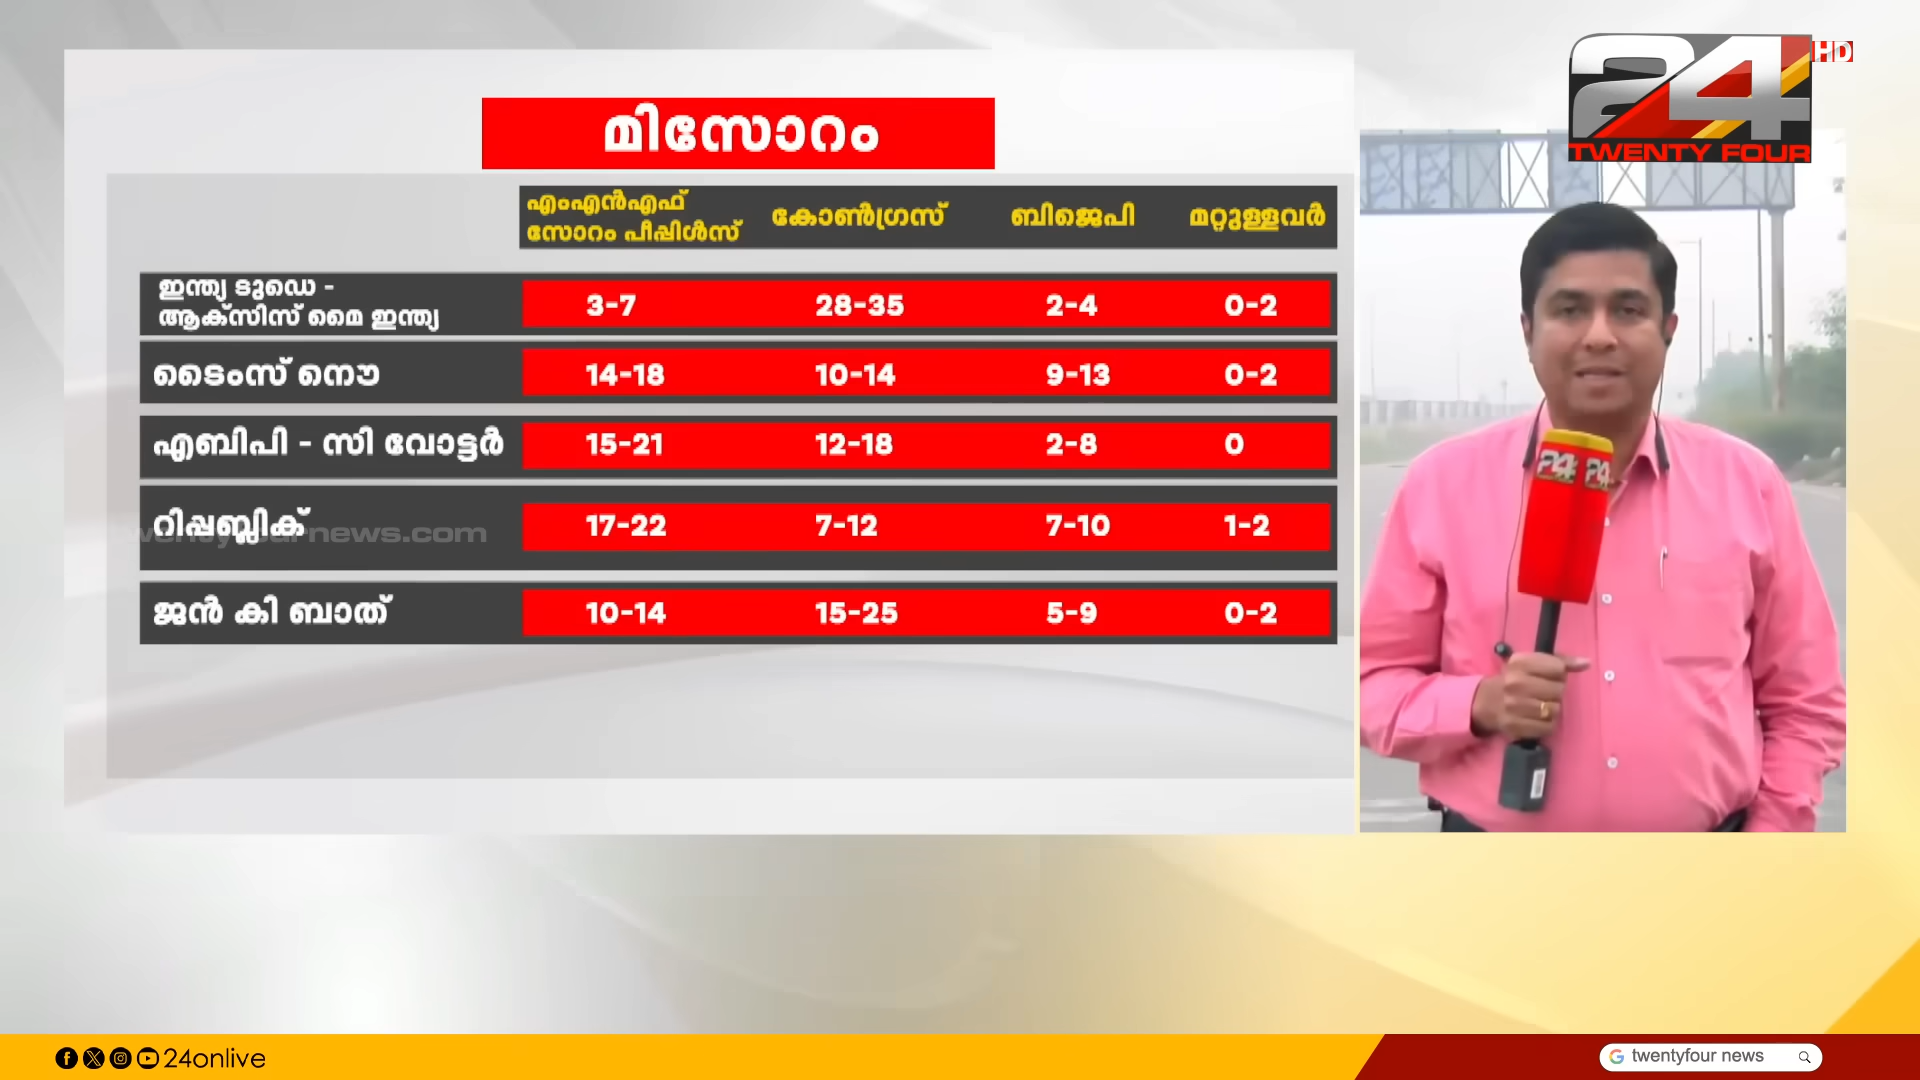 24 HD
TWENTY FOUR
മിസോറം
എംഎൻഎഫ്
സോറം പീപ്പിൾസ് കോൺഗ്രസ് ബിജെപി മറ്റുള്ളവർ
ഇന്ത്യ ടുഡെ -
ആക്സിസ് മൈ ഇന്ത്യ 3-7 28-35 2-4 0-2
ടൈംസ് നൌ 14-18 10-14 9-13 0-2
എബിപി - സി വോട്ടർ 15-21 12-18 2-8 0
റിപ്പബ്ലിക് 17-22 7-12 7-10 1-2
ജൻ കി ബാത് 10-14 15-25 5-9 0-2
24 24
24onlive
twentyfour news